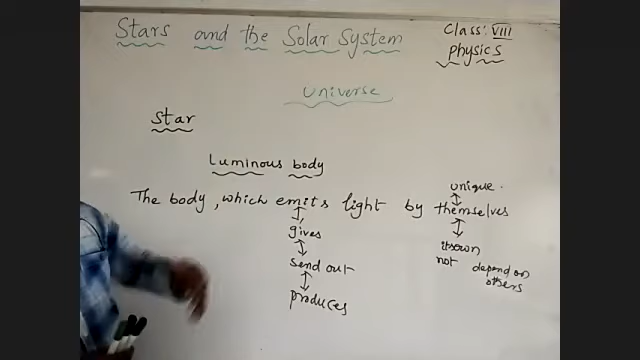 Stars and the Solar System
Class: VIII
Physics
Universe
Star
Luminous body
unique.
The body, which emits light by themselves
gives
send out
produces
itsown
not depend on
others